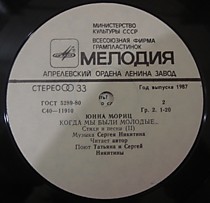 МИНИСТЕРСТВО
КУЛЬТУРЫ СССР
ВСЕСОЮЗНАЯ ФИРМА
ГРАМПЛАСТИНОК
МЕЛОДИЯ
АПРЕЛЕВСКИЙ ОРДЕНА ЛЕНИНА ЗАВОД
СТЕРЕО 33
Год выпуска 1987
ГОСТ 5289-80
2
С40—11910
Гр. 3. 1-20
ЮННА МОРИЦ
КОГДА МЫ БЫЛИ МОЛОДЫЕ...
Стихи и песни (II)
Музыка Сергея Никитина
Читает автор
Поют Татьяна и Сергей
Никитины